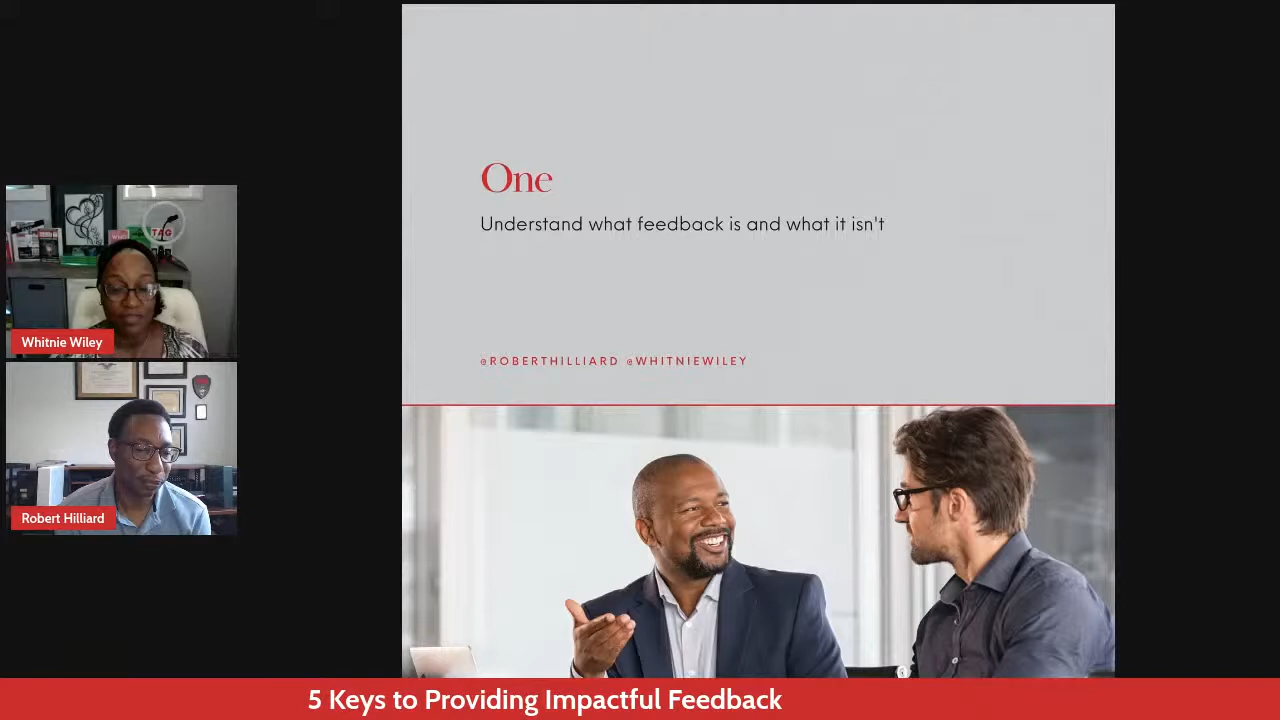 One
Understand what feedback is and what it isn't
@ROBERTHILLIARD @WHITNIEWILEY
TAG
Whitnie Wiley
Robert Hilliard
5 Keys to Providing Impactful Feedback